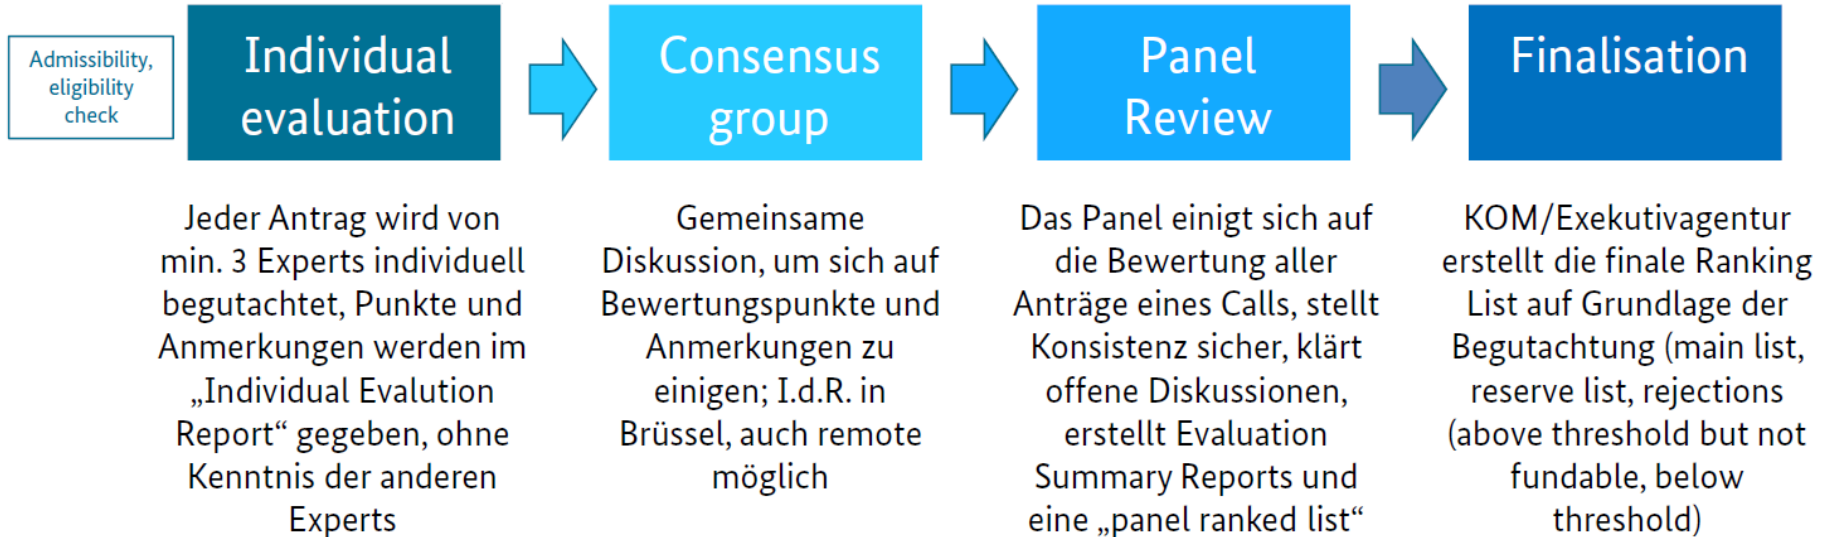 Admissibility,
eligibility
check
Individual
evaluation
Consensus
group
Panel
Review
Finalisation
Jeder Antrag wird von
min. 3 Experts individuell
begutachtet, Punkte und
Anmerkungen werden im
„Individual Evalution
Report“ gegeben, ohne
Kenntnis der anderen
Experts
Gemeinsame
Diskussion, um sich auf
Bewertungspunkte und
Anmerkungen zu
einigen; I.d.R. in
Brüssel, auch remote
möglich
Das Panel einigt sich auf
die Bewertung aller
Anträge eines Calls, stellt
Konsistenz sicher, klärt
offene Diskussionen,
erstellt Evaluation
Summary Reports und
eine „panel ranked list“
KOM/Exekutivagentur
erstellt die finale Ranking
List auf Grundlage der
Begutachtung (main list,
reserve list, rejections
(above threshold but not
fundable, below
threshold)